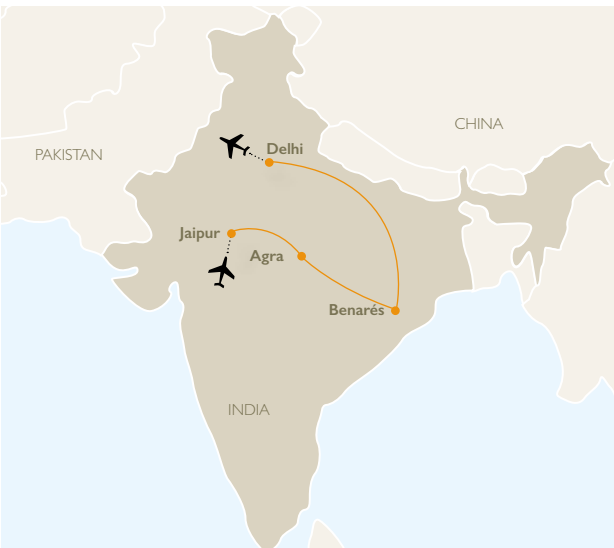 CHINA
Delhi
PAKISTAN
Jaipur
Agra
Benarés
INDIA